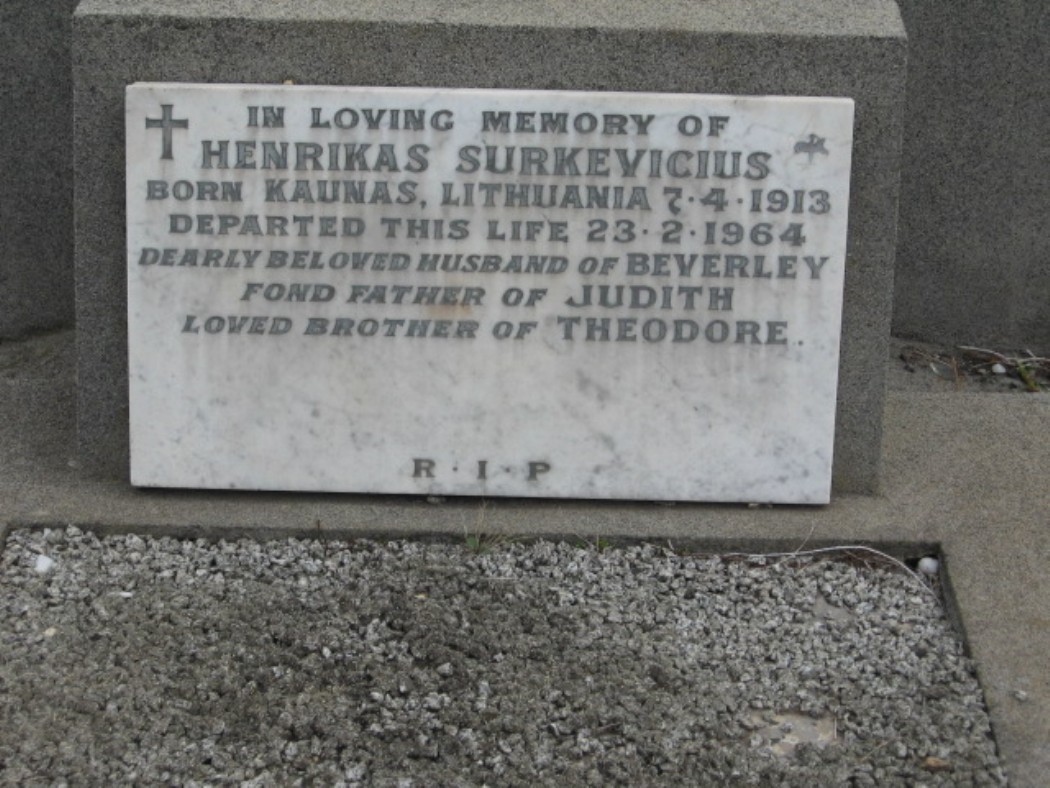 IN LOVING MEMORY OF
HENRIKAS SURKEVICIUS
BORN KAUNAS, LITHUANIA 7·4·1913
DEPARTED THIS LIFE 23·2·1964
DEARLY BELOVED HUSBAND OF BEVERLEY
FOND FATHER OF JUDITH
LOVED BROTHER OF THEODORE.
R·I·P